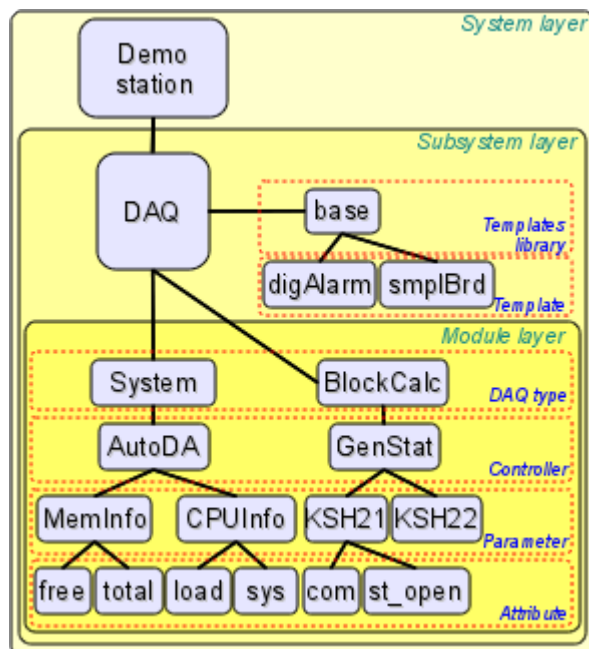 System layer
Demo
station
Subsystem layer
DAQ
base
Templates
library
digAlarm smplBrd
Template
Module layer
System BlockCalc
DAQ type
AutoDA GenStat
Controller
MemInfo CPUInfo KSH21 KSH22
Parameter
free total load sys com st_open
Attribute